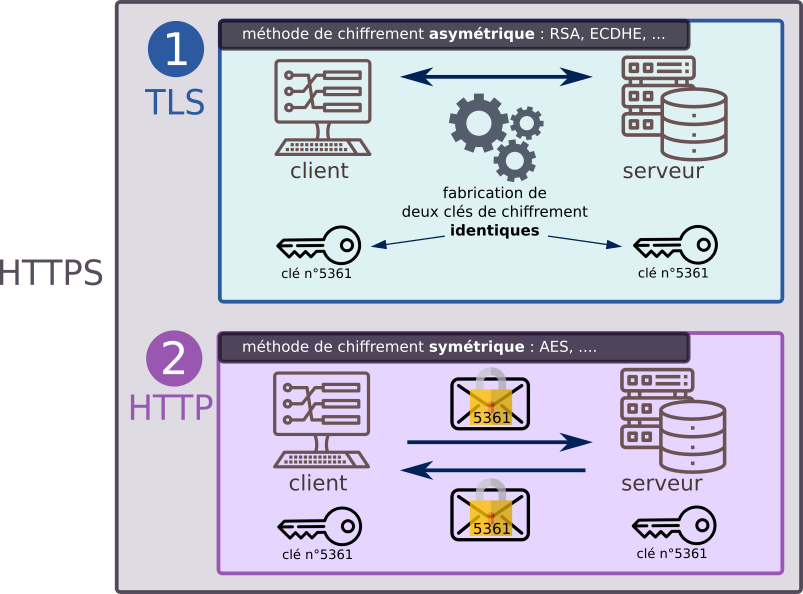 HTTPS
1
TLS
méthode de chiffrement asymétrique : RSA, ECDHE, ...
client
serveur
fabrication de
deux clés de chiffrement
identiques
clé n°5361
clé n°5361
2
HTTP
méthode de chiffrement symétrique : AES, ....
5361
client
serveur
5361
clé n°5361
clé n°5361